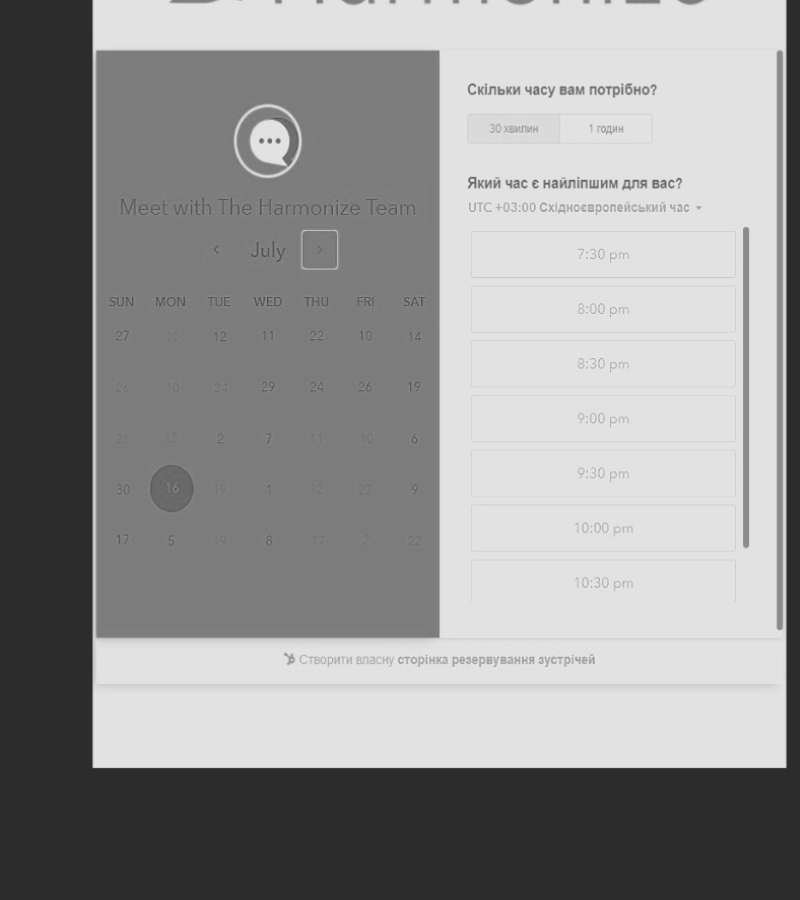 Harmonize
Meet with The Harmonize Team
July
SUN MON TUE WED THU FRI SAT
27 10 12 11 22 10 14
26 10 24 29 24 26 19
26 12 2 7 11 10 6
30 16 19 1 12 27 9
17 5 19 8 17 2 22
Скільки часу вам потрібно?
30 хвилин 1 годин
Який час є найліпшим для вас?
UTC +03:00 Східноєвропейський час
7:30 pm
8:00 pm
8:30 pm
9:00 pm
9:30 pm
10:00 pm
10:30 pm
Створити власну сторінка резервування зустрічей